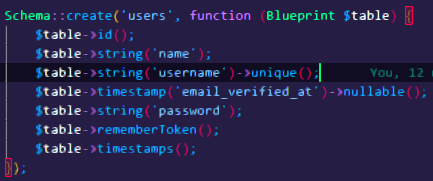 Schema::create('users', function (Blueprint $table) {
    $table->id();
    $table->string('name');
    $table->string('username')->unique();    You, 12
    $table->timestamp('email_verified_at')->nullable();
    $table->string('password');
    $table->rememberToken();
    $table->timestamps();
});